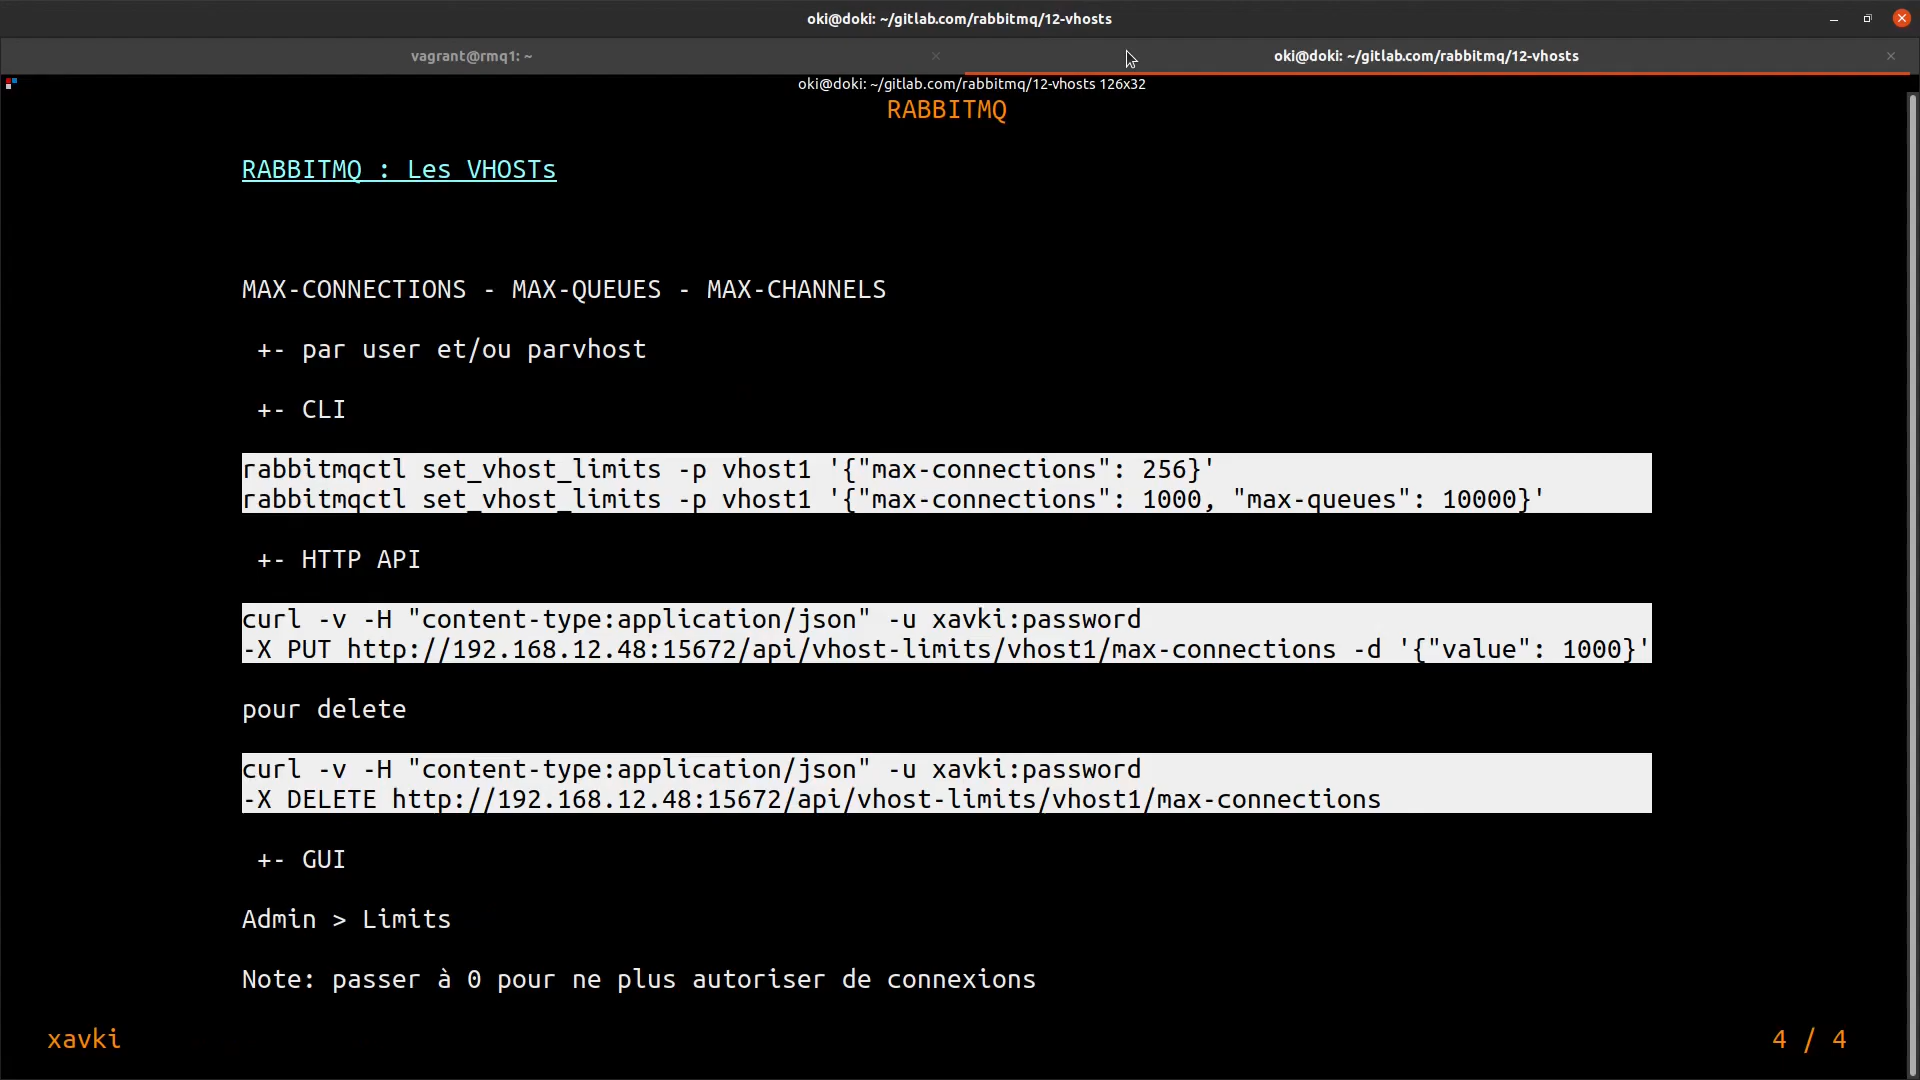 oki@doki: ~/gitlab.com/rabbitmq/12-vhosts
vagrant@rmq1: ~
oki@doki: ~/gitlab.com/rabbitmq/12-vhosts
oki@doki: ~/gitlab.com/rabbitmq/12-vhosts 126x32
RABBITMQ
RABBITMQ : Les VHOSTs
MAX-CONNECTIONS - MAX-QUEUES - MAX-CHANNELS
+- par user et/ou parvhost
+- CLI
rabbitmqctl set_vhost_limits -p vhost1 '{"max-connections": 256}'
rabbitmqctl set_vhost_limits -p vhost1 '{"max-connections": 1000, "max-queues": 10000}'
+- HTTP API
curl -v -H "content-type:application/json" -u xavki:password
-X PUT http://192.168.12.48:15672/api/vhost-limits/vhost1/max-connections -d '{"value": 1000}'
pour delete
curl -v -H "content-type:application/json" -u xavki:password
-X DELETE http://192.168.12.48:15672/api/vhost-limits/vhost1/max-connections
+- GUI
Admin > Limits
Note: passer à 0 pour ne plus autoriser de connexions
xavki
4 / 4